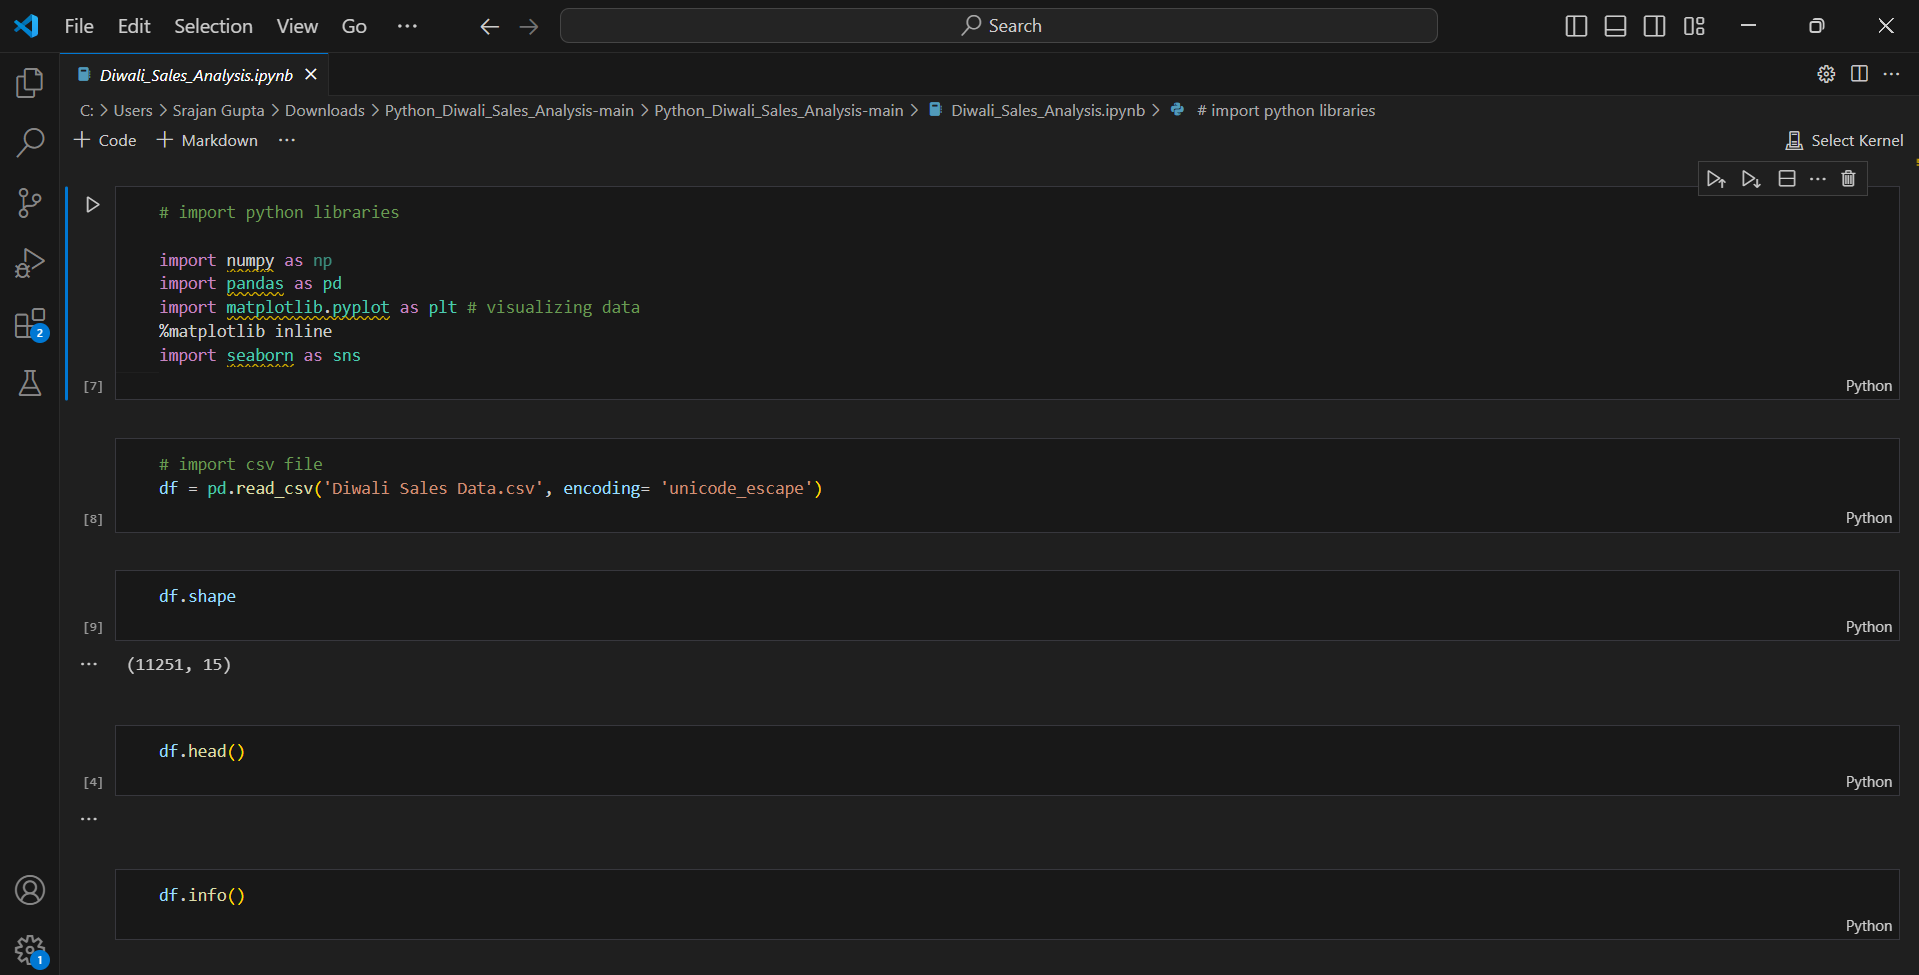 File Edit Selection View Go ··· Search
Diwali_Sales_Analysis.ipynb
C: > Users > Srajan Gupta > Downloads > Python_Diwali_Sales_Analysis-main > Python_Diwali_Sales_Analysis-main > Diwali_Sales_Analysis.ipynb > # import python libraries
+ Code + Markdown ··· Select Kernel
# import python libraries
import numpy as np
import pandas as pd
import matplotlib.pyplot as plt # visualizing data
%matplotlib inline
import seaborn as sns
[7] Python
# import csv file
df = pd.read_csv('Diwali Sales Data.csv', encoding= 'unicode_escape')
[8] Python
df.shape
[9] Python
··· (11251, 15)
df.head()
[4] Python
···
df.info()
Python
2
1